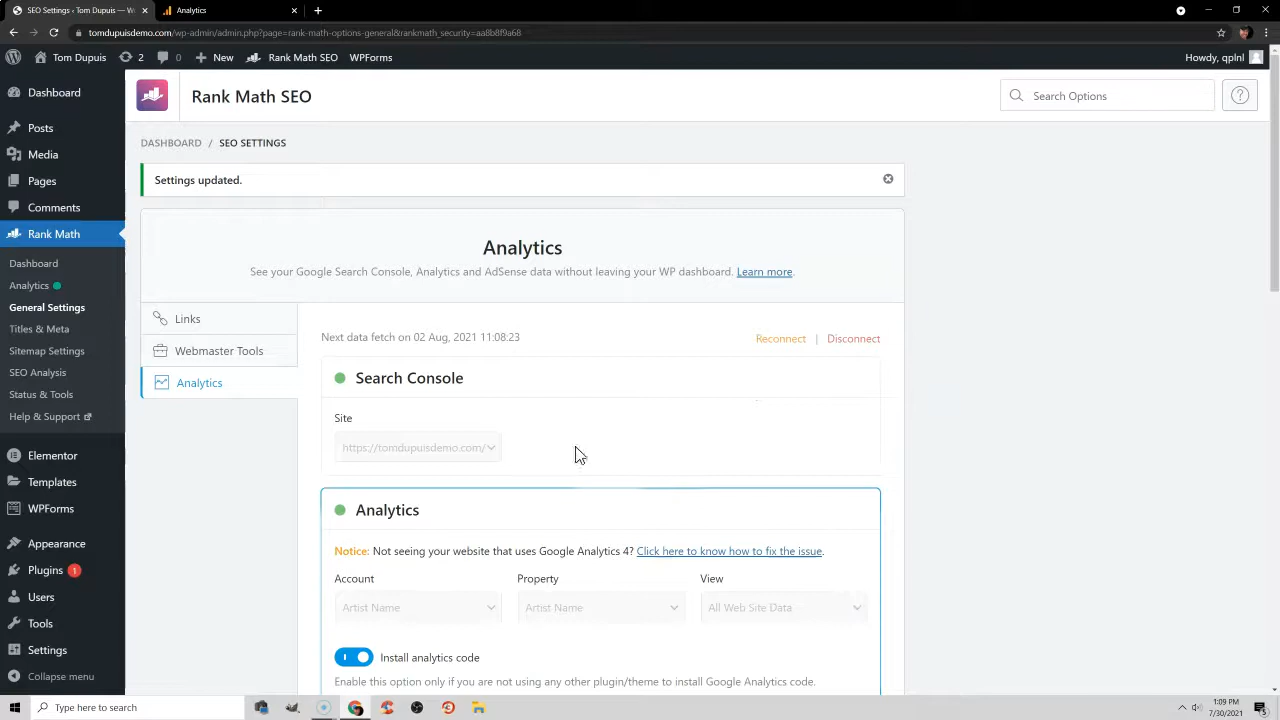 SEO Settings ‹ Tom Dupuis — W
Analytics
tomdupuisdemo.com/wp-admin/admin.php?page=rank-math-options-general&rankmath_security=aa8b8f9a68
Tom Dupuis
2
0
New
Rank Math SEO
WPForms
Howdy, qplnl
Dashboard
Posts
Media
Pages
Comments
Rank Math
Dashboard
Analytics
General Settings
Titles & Meta
Sitemap Settings
SEO Analysis
Status & Tools
Help & Support
Elementor
Templates
WPForms
Appearance
Plugins 1
Users
Tools
Settings
Collapse menu
Rank Math SEO
Search Options
DASHBOARD / SEO SETTINGS
Settings updated.
Analytics
See your Google Search Console, Analytics and AdSense data without leaving your WP dashboard. Learn more.
Links
Webmaster Tools
Analytics
Next data fetch on 02 Aug, 2021 11:08:23
Reconnect | Disconnect
Search Console
Site
https://tomdupuisdemo.com/
Analytics
Notice: Not seeing your website that uses Google Analytics 4? Click here to know how to fix the issue.
Account Property View
Artist Name Artist Name All Web Site Data
Install analytics code
Enable this option only if you are not using any other plugin/theme to install Google Analytics code.
Type here to search
1:09 PM
7/30/2021